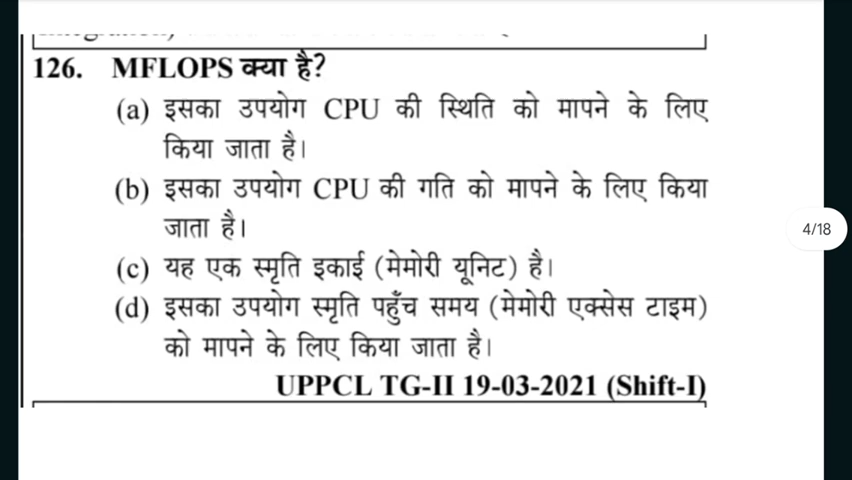 126. MFLOPS क्या है?
(a) इसका उपयोग CPU की स्थिति को मापने के लिए
किया जाता है।
(b) इसका उपयोग CPU की गति को मापने के लिए किया
जाता है।
(c) यह एक स्मृति इकाई (मेमोरी यूनिट) है।
(d) इसका उपयोग स्मृति पहुँच समय (मेमोरी एक्सेस टाइम)
को मापने के लिए किया जाता है।
UPPCL TG-II 19-03-2021 (Shift-I)
4/18